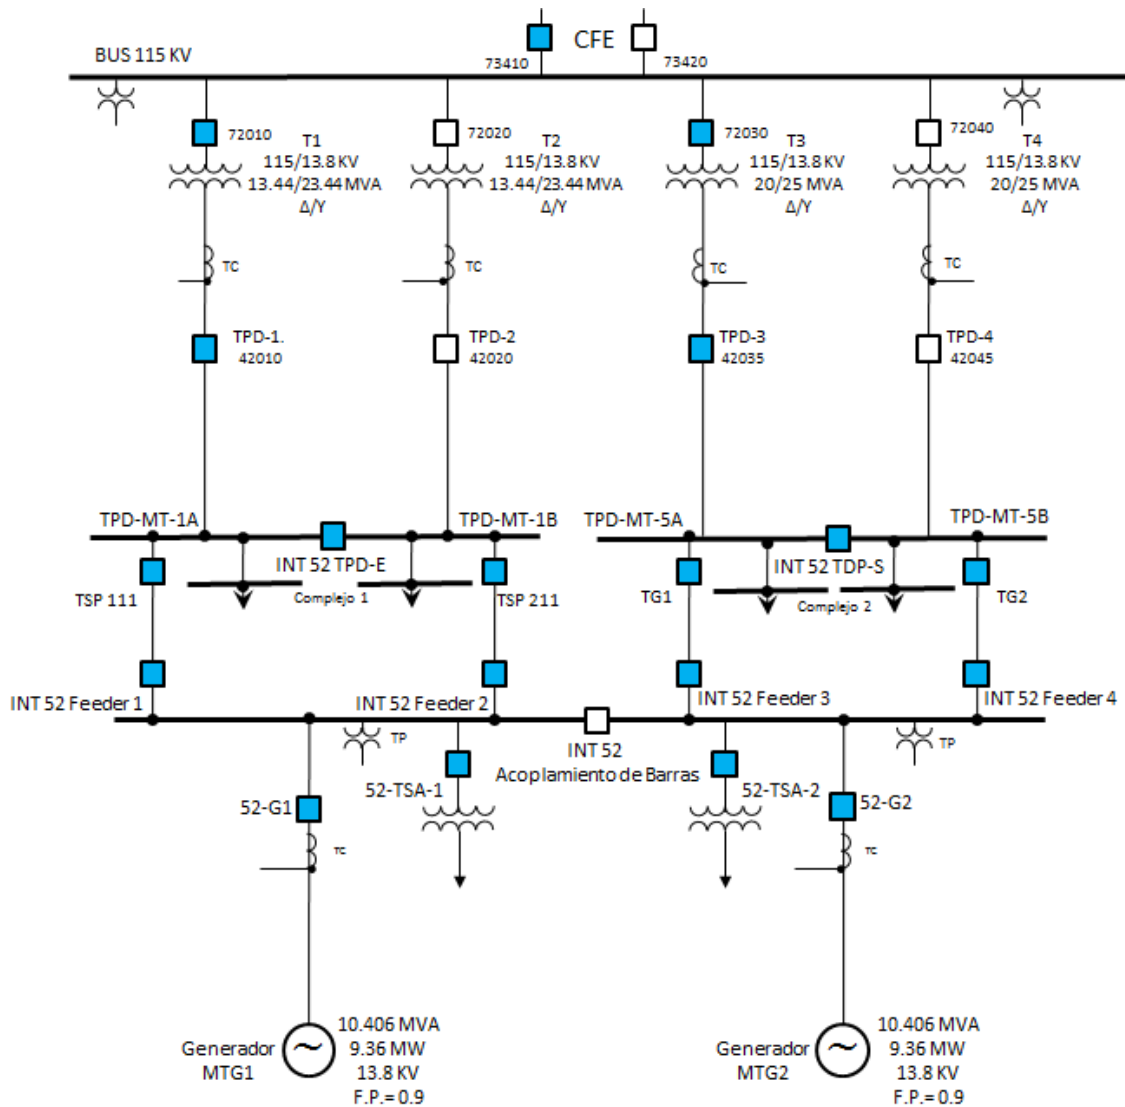 CFE
BUS 115 KV
73410
73420
72010
T1
115/13.8 KV
13.44/23.44 MVA
Δ/Y
72020
T2
115/13.8 KV
13.44/23.44 MVA
Δ/Y
72030
T3
115/13.8 KV
20/25 MVA
Δ/Y
72040
T4
115/13.8 KV
20/25 MVA
Δ/Y
TC
TC
TC
TC
TPD-1.
42010
TPD-2
42020
TPD-3
42035
TPD-4
42045
TPD-MT-1A
TPD-MT-1B
TPD-MT-5A
TPD-MT-5B
INT 52 TPD-E
INT 52 TDP-S
TSP 111
Complejo 1
TSP 211
TG1
Complejo 2
TG2
INT 52 Feeder 1
INT 52 Feeder 2
INT 52 Feeder 3
INT 52 Feeder 4
TP
INT 52
Acoplamiento de Barras
TP
52-G1
52-TSA-1
52-TSA-2
52-G2
TC
TC
Generador
MTG1
10.406 MVA
9.36 MW
13.8 KV
F.P.= 0.9
Generador
MTG2
10.406 MVA
9.36 MW
13.8 KV
F.P.= 0.9